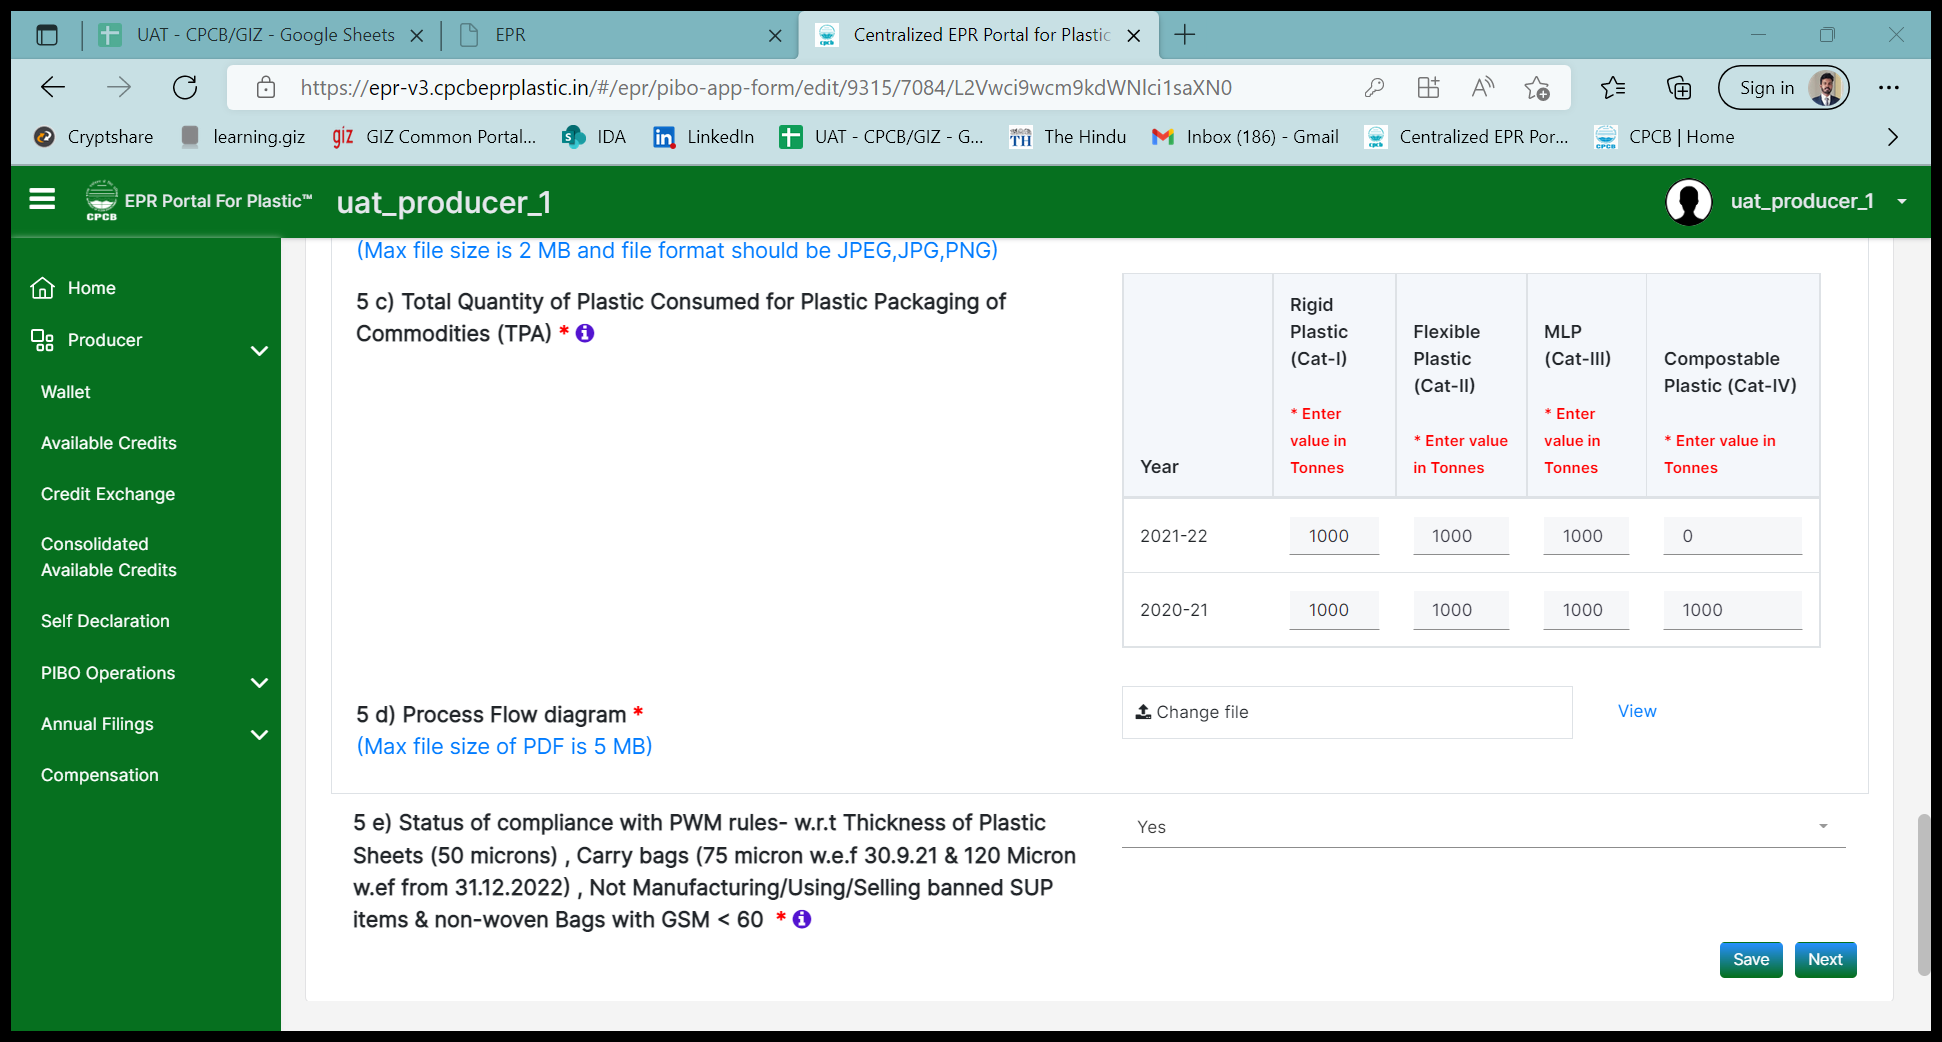 UAT - CPCB/GIZ - Google Sheets
EPR
Centralized EPR Portal for Plastic
https://epr-v3.cpcbeprplastic.in/#/epr/pibo-app-form/edit/9315/7084/L2Vwci9wcm9kdWNlci1saXN0
Sign in
Cryptshare
learning.giz
giz GIZ Common Portal...
IDA
LinkedIn
UAT - CPCB/GIZ - G...
TH The Hindu
Inbox (186) - Gmail
Centralized EPR Por...
CPCB | Home
CPCB
EPR Portal For Plastic™
uat_producer_1
uat_producer_1
Home
Producer
Wallet
Available Credits
Credit Exchange
Consolidated
Available Credits
Self Declaration
PIBO Operations
Annual Filings
Compensation
(Max file size is 2 MB and file format should be JPEG,JPG,PNG)
5 c) Total Quantity of Plastic Consumed for Plastic Packaging of
Commodities (TPA) *
Year
Rigid
Plastic
(Cat-I)
* Enter
value in
Tonnes
Flexible
Plastic
(Cat-II)
* Enter value
in Tonnes
MLP
(Cat-III)
* Enter
value in
Tonnes
Compostable
Plastic (Cat-IV)
* Enter value in
Tonnes
2021-22 1000 1000 1000 0
2020-21 1000 1000 1000 1000
5 d) Process Flow diagram *
(Max file size of PDF is 5 MB)
Change file
View
5 e) Status of compliance with PWM rules- w.r.t Thickness of Plastic
Sheets (50 microns) , Carry bags (75 micron w.e.f 30.9.21 & 120 Micron
w.ef from 31.12.2022) , Not Manufacturing/Using/Selling banned SUP
items & non-woven Bags with GSM < 60 *
Yes
Save
Next